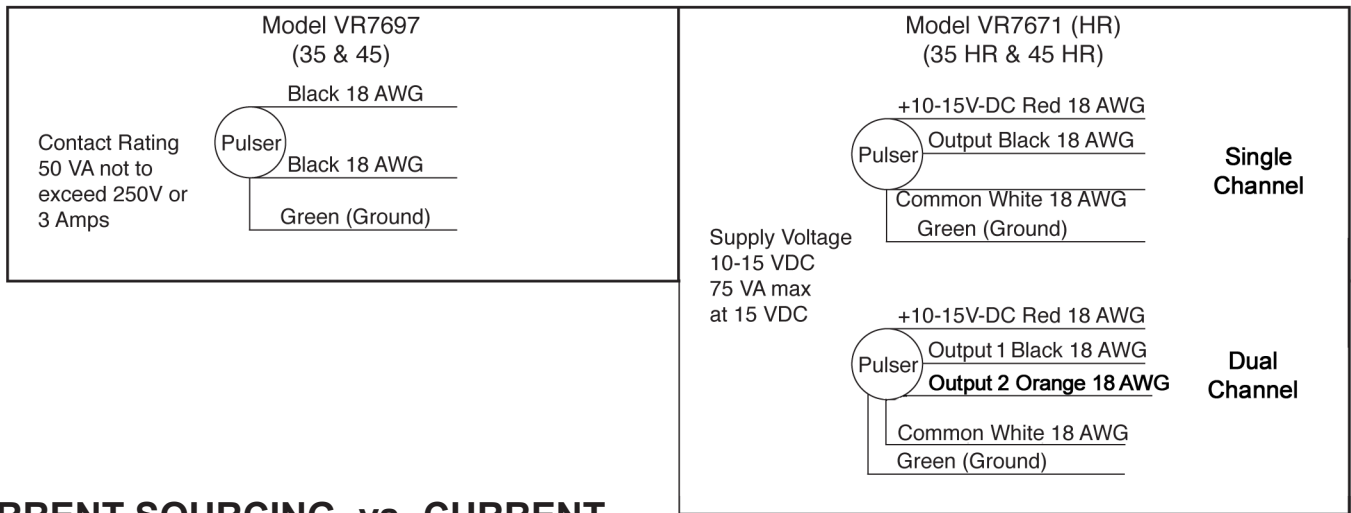 Model VR7697
(35 & 45)
Black 18 AWG
Contact Rating
50 VA not to
exceed 250V or
3 Amps
Pulser
Black 18 AWG
Green (Ground)
Model VR7671 (HR)
(35 HR & 45 HR)
+10-15V-DC Red 18 AWG
Output Black 18 AWG
Pulser
Common White 18 AWG
Green (Ground)
Single
Channel
Supply Voltage
10-15 VDC
75 VA max
at 15 VDC
+10-15V-DC Red 18 AWG
Output 1 Black 18 AWG
Pulser
Output 2 Orange 18 AWG
Common White 18 AWG
Green (Ground)
Dual
Channel
SOURCING vs. CURRENT